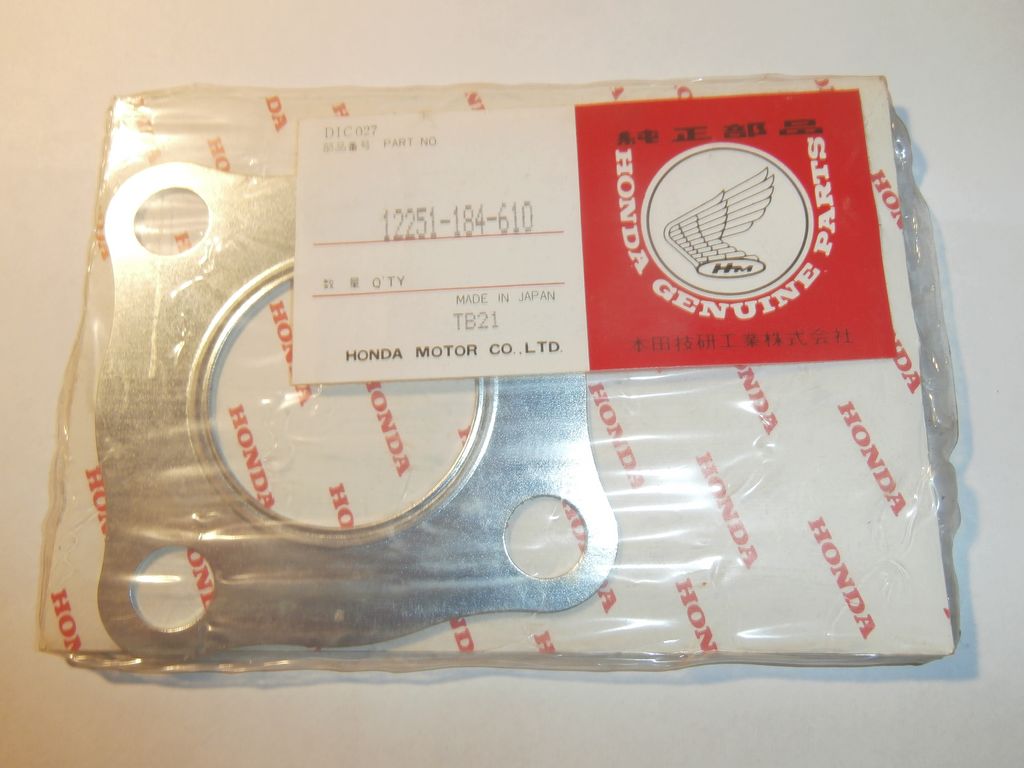 DIC027
部品番号 PART NO
12251-184-610
数量 Q'TY
MADE IN JAPAN
TB21
HONDA MOTOR CO.,LTD.
純正部品
HONDA GENUINE PARTS
HM
本田技研工業株式会社
HONDA
HONDA
HONDA
HONDA
HONDA
HONDA
HONDA
HONDA